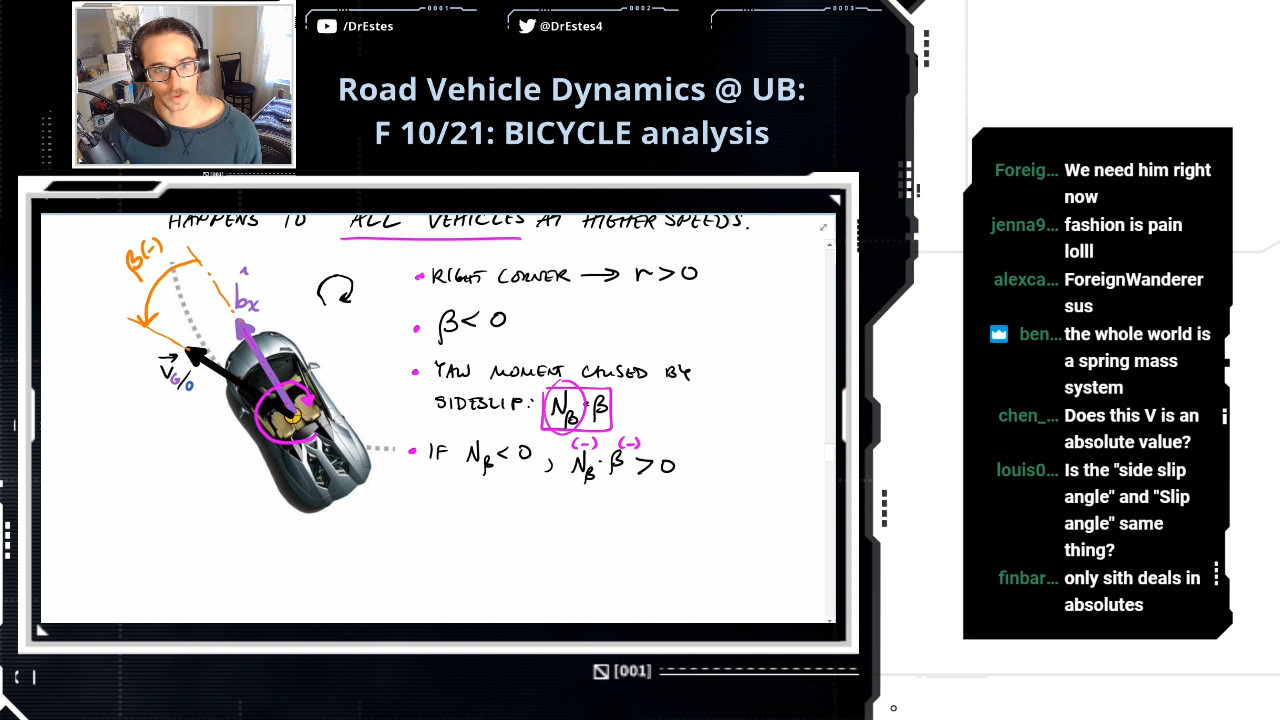 0001
0002
0003
/DrEstes
@DrEstes4
Road Vehicle Dynamics @ UB:
F 10/21: BICYCLE analysis
[001]
HAPPENS TO ALL VEHICLES AT HIGHER SPEEDS.
β(-)
b̂x
V⃗G/O
• RIGHT CORNER → r > 0
• β < 0
• YAW MOMENT CAUSED BY
SIDESLIP: Nβ · β
(-) (-)
• IF Nβ < 0 , Nβ · β > 0
[001]
Foreig... We need him right
now
jenna9... fashion is pain
lolll
alexca... ForeignWanderer
sus
ben... the whole world is
a spring mass
system
chen_... Does this V is an
absolute value?
louis0... Is the "side slip
angle" and "Slip
angle" same
thing?
finbar... only sith deals in
absolutes